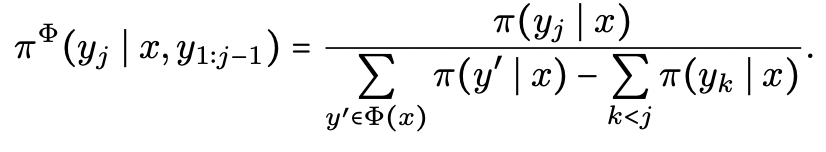 π^Φ(y_j | x, y_{1:j−1}) = π(y_j | x) / (∑_{y′∈Φ(x)} π(y′ | x) − ∑_{k<j} π(y_k | x)).